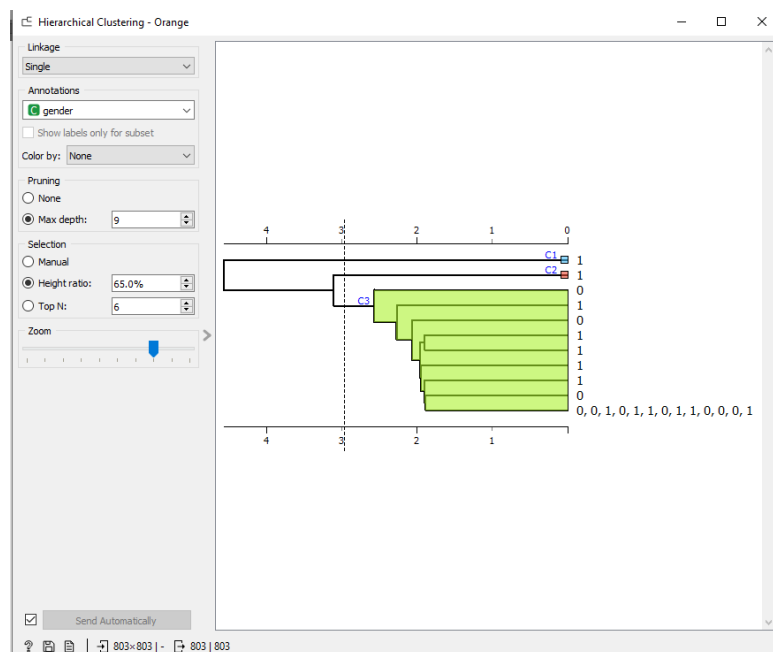 Hierarchical Clustering - Orange
Linkage
Single
Annotations
C gender
Show labels only for subset
Color by: None
Pruning
None
Max depth: 9
Selection
Manual
Height ratio: 65.0%
Top N: 6
Zoom
4 3 2 1 0
C1 1
C2 1
0
C3 1
0
1
1
1
1
0
0, 0, 1, 0, 1, 1, 0, 1, 1, 0, 0, 0, 1
4 3 2 1
Send Automatically
? 803×803 | - 803 | 803